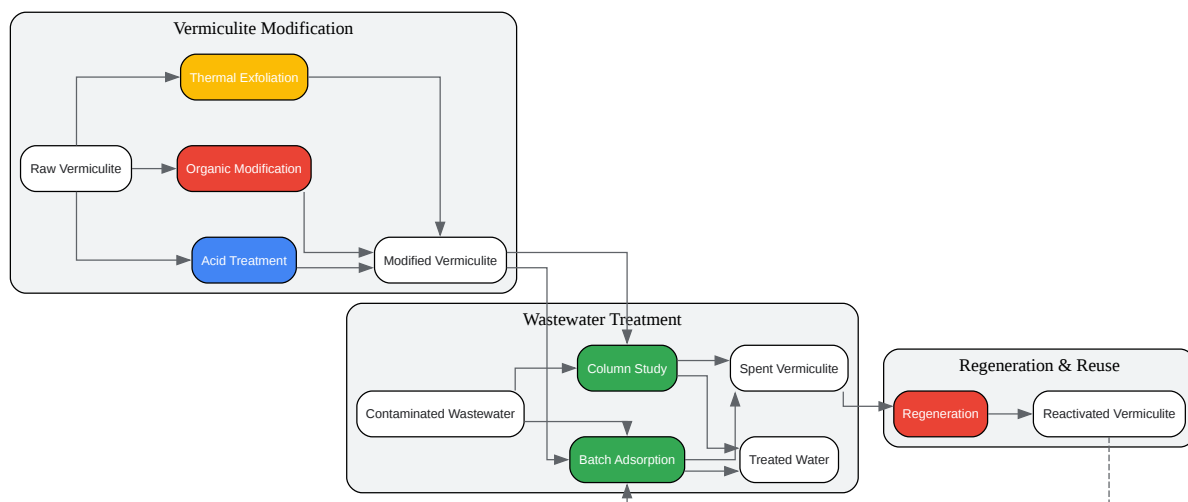 Vermiculite Modification
Thermal Exfoliation
Raw Vermiculite
Organic Modification
Acid Treatment
Modified Vermiculite
Wastewater Treatment
Column Study
Spent Vermiculite
Contaminated Wastewater
Batch Adsorption
Treated Water
Regeneration & Reuse
Regeneration
Reactivated Vermiculite